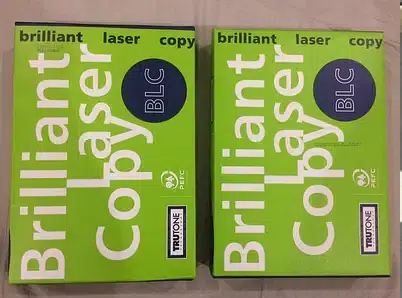 brilliant laser copy
Brilliant
Laser
Copy
BLC
PEFC
TRUTONE
brilliant laser copy
Brilliant
Laser
Copy
BLC
PEFC
TRUTONE